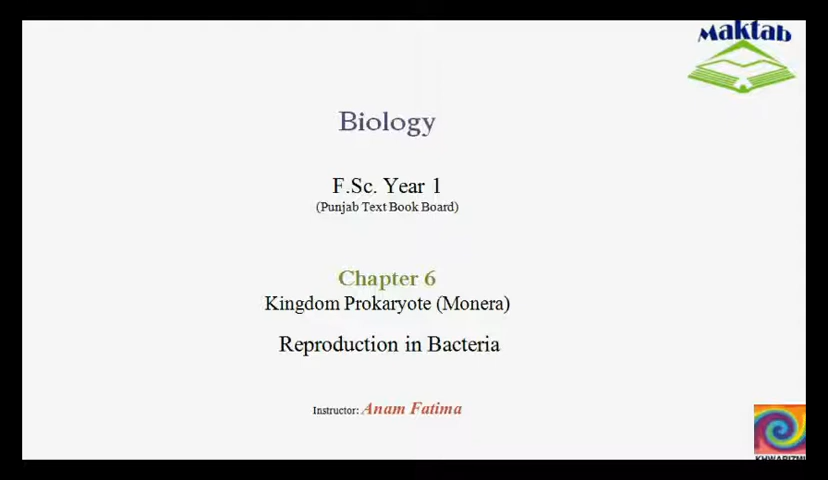 Maktab
Biology
F.Sc. Year 1
(Punjab Text Book Board)
Chapter 6
Kingdom Prokaryote (Monera)
Reproduction in Bacteria
Instructor: Anam Fatima
KHWARIZMI